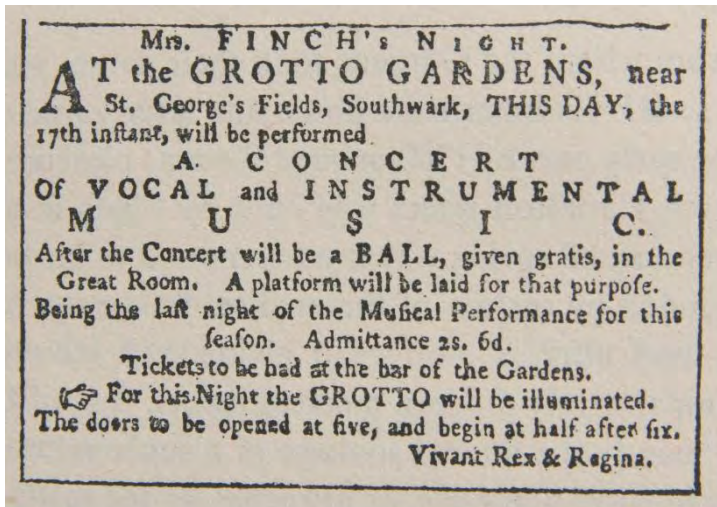 Mrs. FINCH's NIGHT.
AT the GROTTO GARDENS, near
St. George's Fields, Southwark, THIS DAY, the
17th inſtant, will be performed
A CONCERT
Of VOCAL and INSTRUMENTAL
MUSIC.
After the Concert will be a BALL, given gratis, in the
Great Room. A platform will be laid for that purpoſe.
Being the laſt night of the Muſical Performance for this
ſeaſon. Admittance 2s. 6d.
Tickets to be had at the bar of the Gardens.
☞ For this Night the GROTTO will be illuminated.
The doors to be opened at five, and begin at half after ſix.
Vivant Rex & Regina.